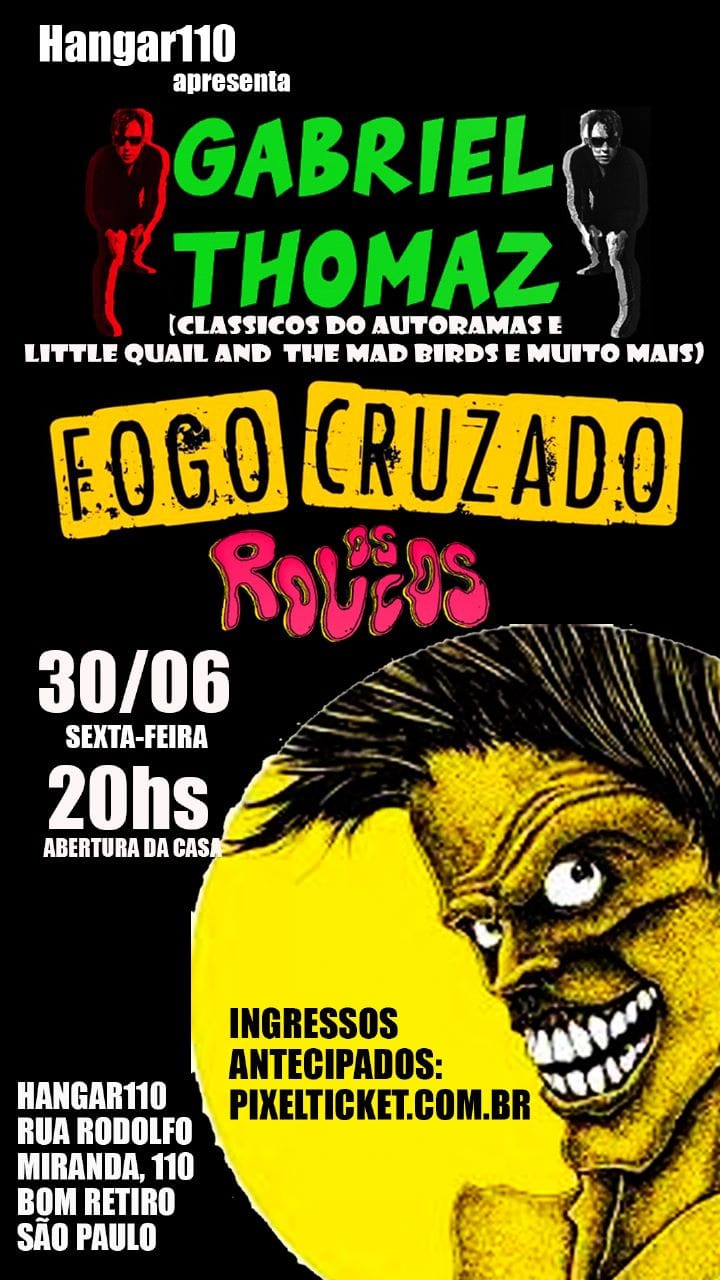 Hangar110
apresenta
GABRIEL
THOMAZ
(CLASSICOS DO AUTORAMAS E
LITTLE QUAIL AND THE MAD BIRDS E MUITO MAIS)
FOGO CRUZADO
OS
ROUCOS
30/06
SEXTA-FEIRA
20hs
ABERTURA DA CASA
INGRESSOS
ANTECIPADOS:
PIXELTICKET.COM.BR
HANGAR110
RUA RODOLFO
MIRANDA, 110
BOM RETIRO
SÃO PAULO